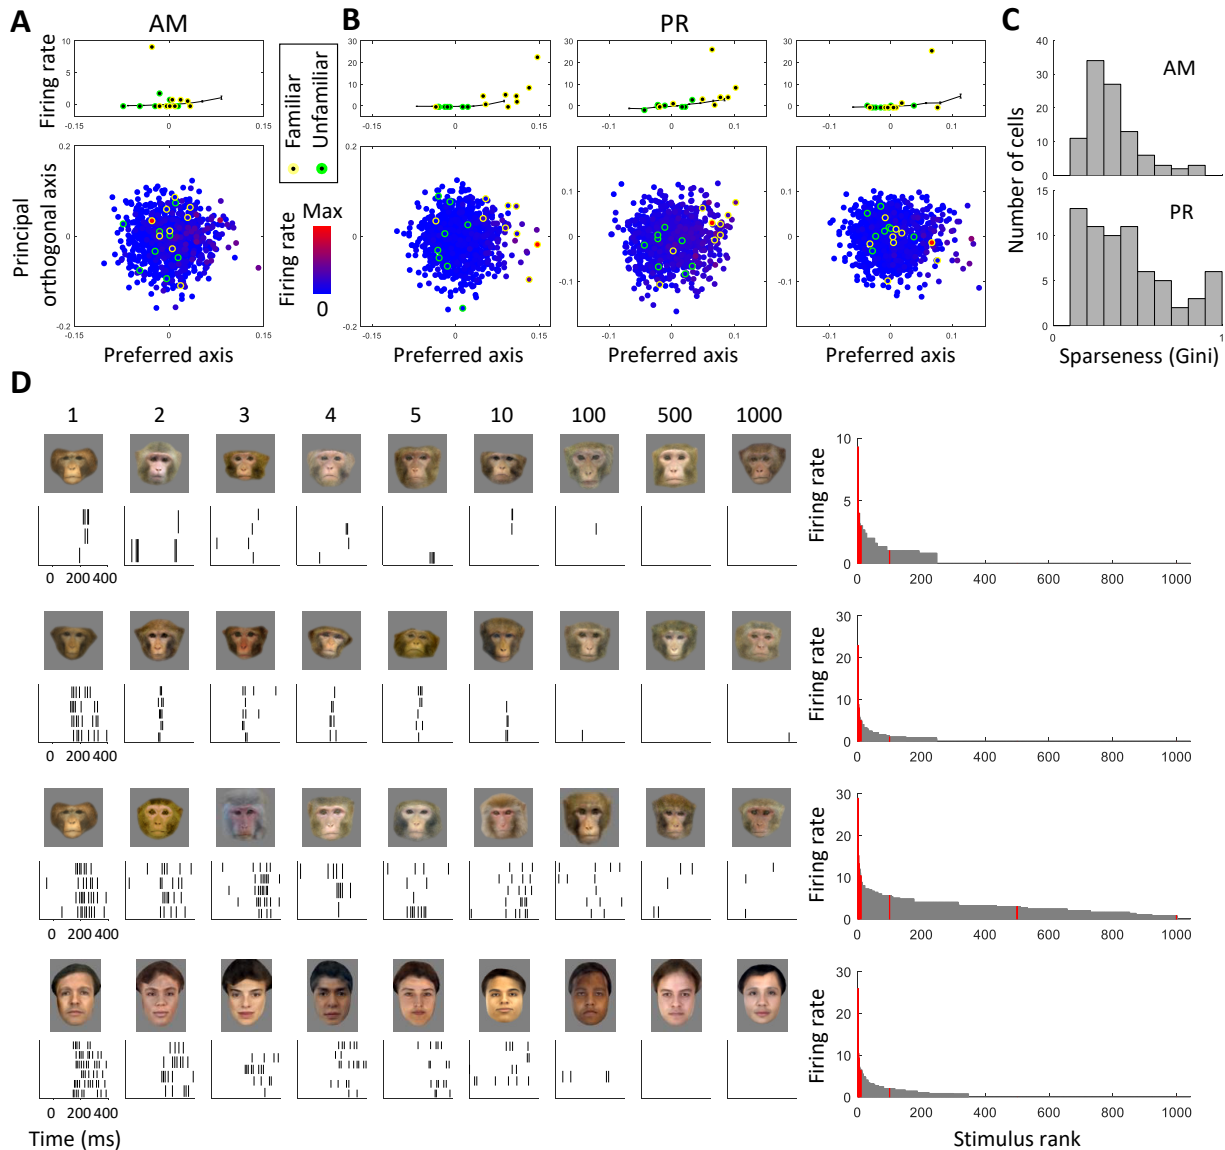 A
AM
B
PR
C
Firing rate
10
5
0
-0.15
0
0.15
Familiar
Unfamiliar
30
20
10
0
-0.15
0
0.15
30
20
10
0
-0.1
0
0.1
30
20
10
0
-0.1
0
0.1
Principal
orthogonal axis
0.2
0
-0.2
-0.15
0
0.15
Preferred axis
Firing rate
Max
0
0.2
0
-0.2
-0.15
0
0.15
Preferred axis
0.1
0
-0.1
-0.1
0
0.1
Preferred axis
0.1
0
-0.1
-0.1
0
0.1
Preferred axis
Number of cells
40
30
20
10
0
AM
15
10
5
0
PR
0
1
Sparseness (Gini)
D
1 2 3 4 5 10 100 500 1000
0 200 400
Firing rate
10
5
0
0 200 400 600 800 1000
0 200 400
Firing rate
30
20
10
0
0 200 400 600 800 1000
0 200 400
Firing rate
30
20
10
0
0 200 400 600 800 1000
0 200 400
Time (ms)
Firing rate
30
20
10
0
0 200 400 600 800 1000
Stimulus rank